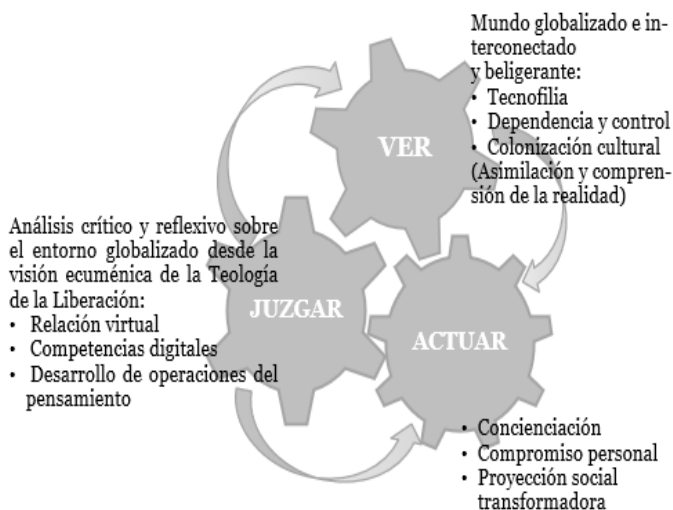 Mundo globalizado e in-
terconectado
y beligerante:
• Tecnofilia
• Dependencia y control
• Colonización cultural
(Asimilación y compren-
sión de la realidad)
VER
Análisis crítico y reflexivo sobre
el entorno globalizado desde la
visión ecuménica de la Teología
de la Liberación:
• Relación virtual
• Competencias digitales
• Desarrollo de operaciones del
pensamiento
JUZGAR
ACTUAR
• Concienciación
• Compromiso personal
• Proyección social
transformadora